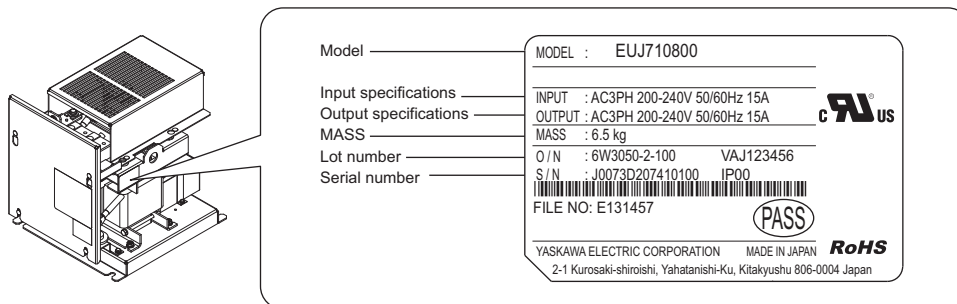 Model
Input specifications
Output specifications
MASS
Lot number
Serial number
MODEL : EUJ710800
INPUT : AC3PH 200-240V 50/60Hz 15A
OUTPUT : AC3PH 200-240V 50/60Hz 15A
MASS : 6.5 kg
O / N : 6W3050-2-100 VAJ123456
S / N : J0073D207410100 IP00
FILE NO: E131457
PASS
YASKAWA ELECTRIC CORPORATION MADE IN JAPAN
2-1 Kurosaki-shiroishi, Yahatanishi-Ku, Kitakyushu 806-0004 Japan
c RU® US
RoHS